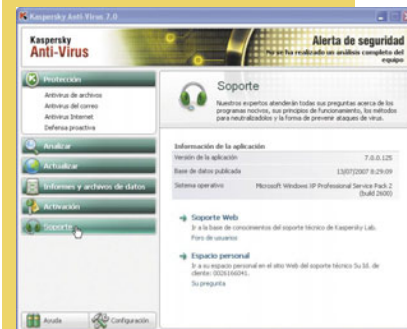 Kaspersky Anti-Virus 7.0
Kaspersky
Anti-Virus
Alerta de seguridad
No se ha realizado un análisis completo del
equipo
Protección
Antivirus de archivos
Antivirus del correo
Antivirus Internet
Defensa proactiva
Analizar
Actualizar
Informes y archivos de datos
Activación
Soporte
Ayuda
Configuración
Soporte
Nuestros expertos atenderán todas sus preguntas acerca de los
programas nocivos, sus principios de funcionamiento, los métodos
para neutralizadolos y la forma de prevenir ataques de virus.
Información de la aplicación
Versión de la aplicación 7.0.0.125
Base de datos publicada 13/07/2007 8:29:09
Sistema operativo Microsoft Windows XP Professional Service Pack 2
(build 2600)
Soporte Web
Ir a la base de conocimientos del soporte técnico de Kaspersky Lab.
Foro de usuarios
Espacio personal
Ir a su espacio personal en el sitio Web del soporte técnico Su Id. de
cliente: 0026166041.
Su pregunta